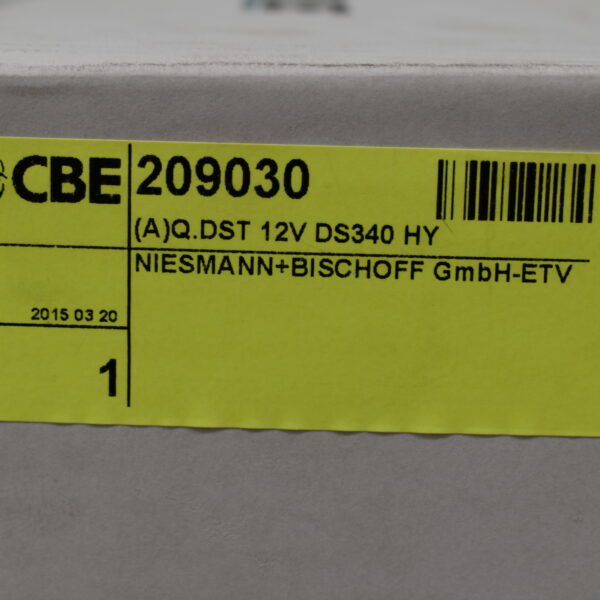 CBE
209030
(A)Q.DST 12V DS340 HY
NIESMANN+BISCHOFF GmbH-ETV
2015 03 20
1